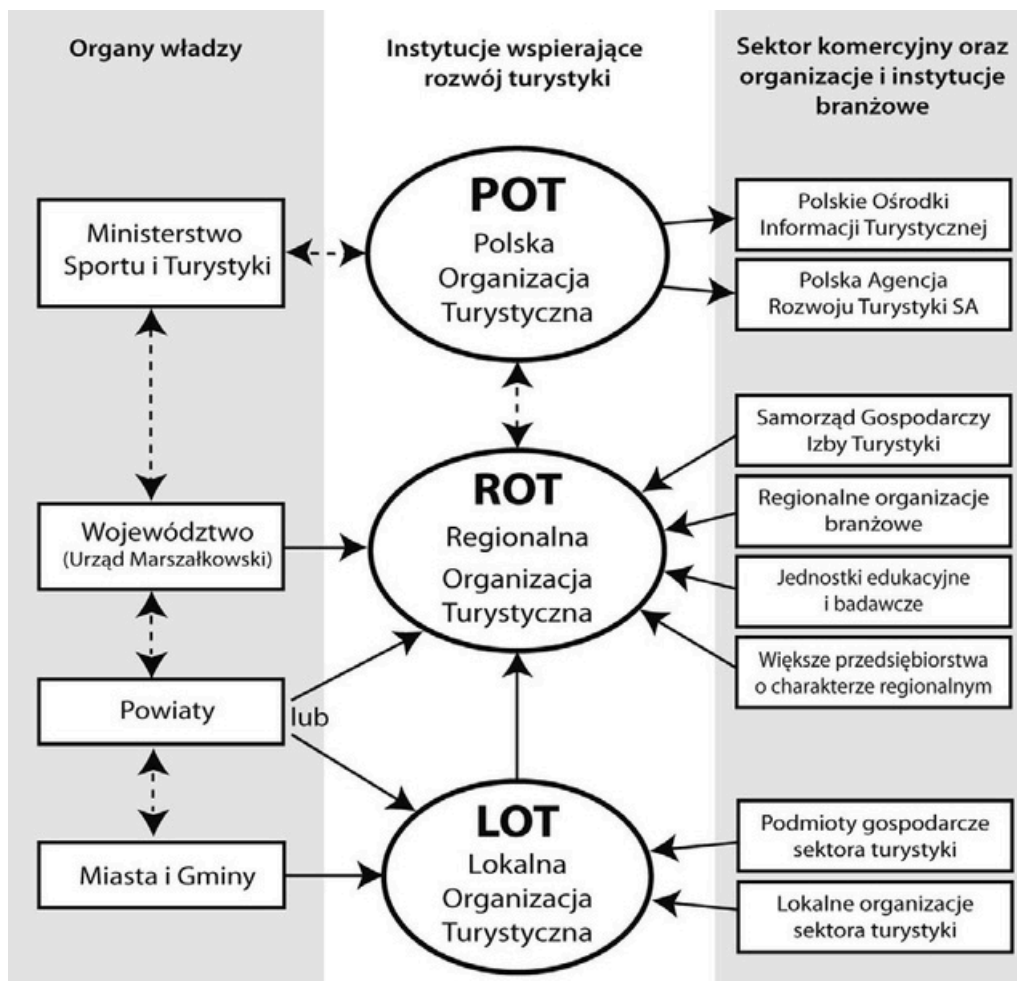 Organy władzy
Instytucje wspierające
rozwój turystyki
Sektor komercyjny oraz
organizacje i instytucje
branżowe
Ministerstwo
Sportu i Turystyki
POT
Polska
Organizacja
Turystyczna
Polskie Ośrodki
Informacji Turystycznej
Polska Agencja
Rozwoju Turystyki SA
Województwo
(Urząd Marszałkowski)
ROT
Regionalna
Organizacja
Turystyczna
Samorząd Gospodarczy
Izby Turystyki
Regionalne organizacje
branżowe
Jednostki edukacyjne
i badawcze
Większe przedsiębiorstwa
o charakterze regionalnym
Powiaty
lub
Miasta i Gminy
LOT
Lokalna
Organizacja
Turystyczna
Podmioty gospodarcze
sektora turystyki
Lokalne organizacje
sektora turystyki